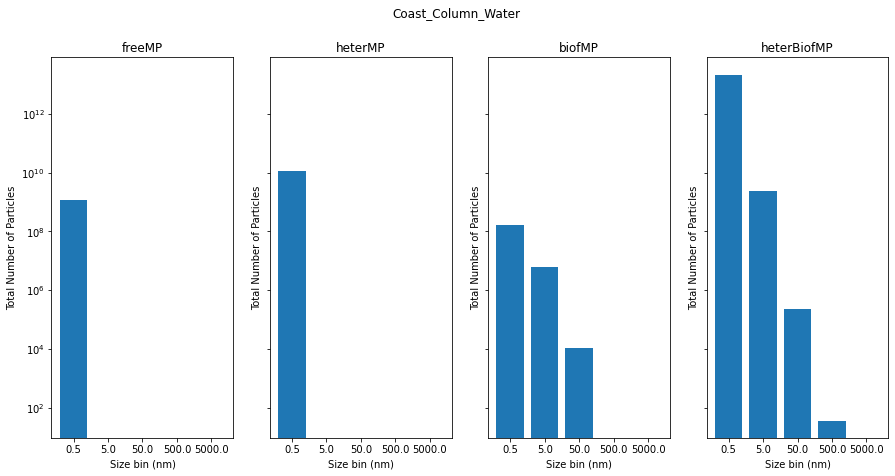 Coast_Column_Water
freeMP
heterMP
biofMP
heterBiofMP
Total Number of Particles
10^12
10^10
10^8
10^6
10^4
10^2
0.5 5.0 50.0 500.0 5000.0
Size bin (nm)
Total Number of Particles
0.5 5.0 50.0 500.0 5000.0
Size bin (nm)
Total Number of Particles
0.5 5.0 50.0 500.0 5000.0
Size bin (nm)
Total Number of Particles
0.5 5.0 50.0 500.0 5000.0
Size bin (nm)